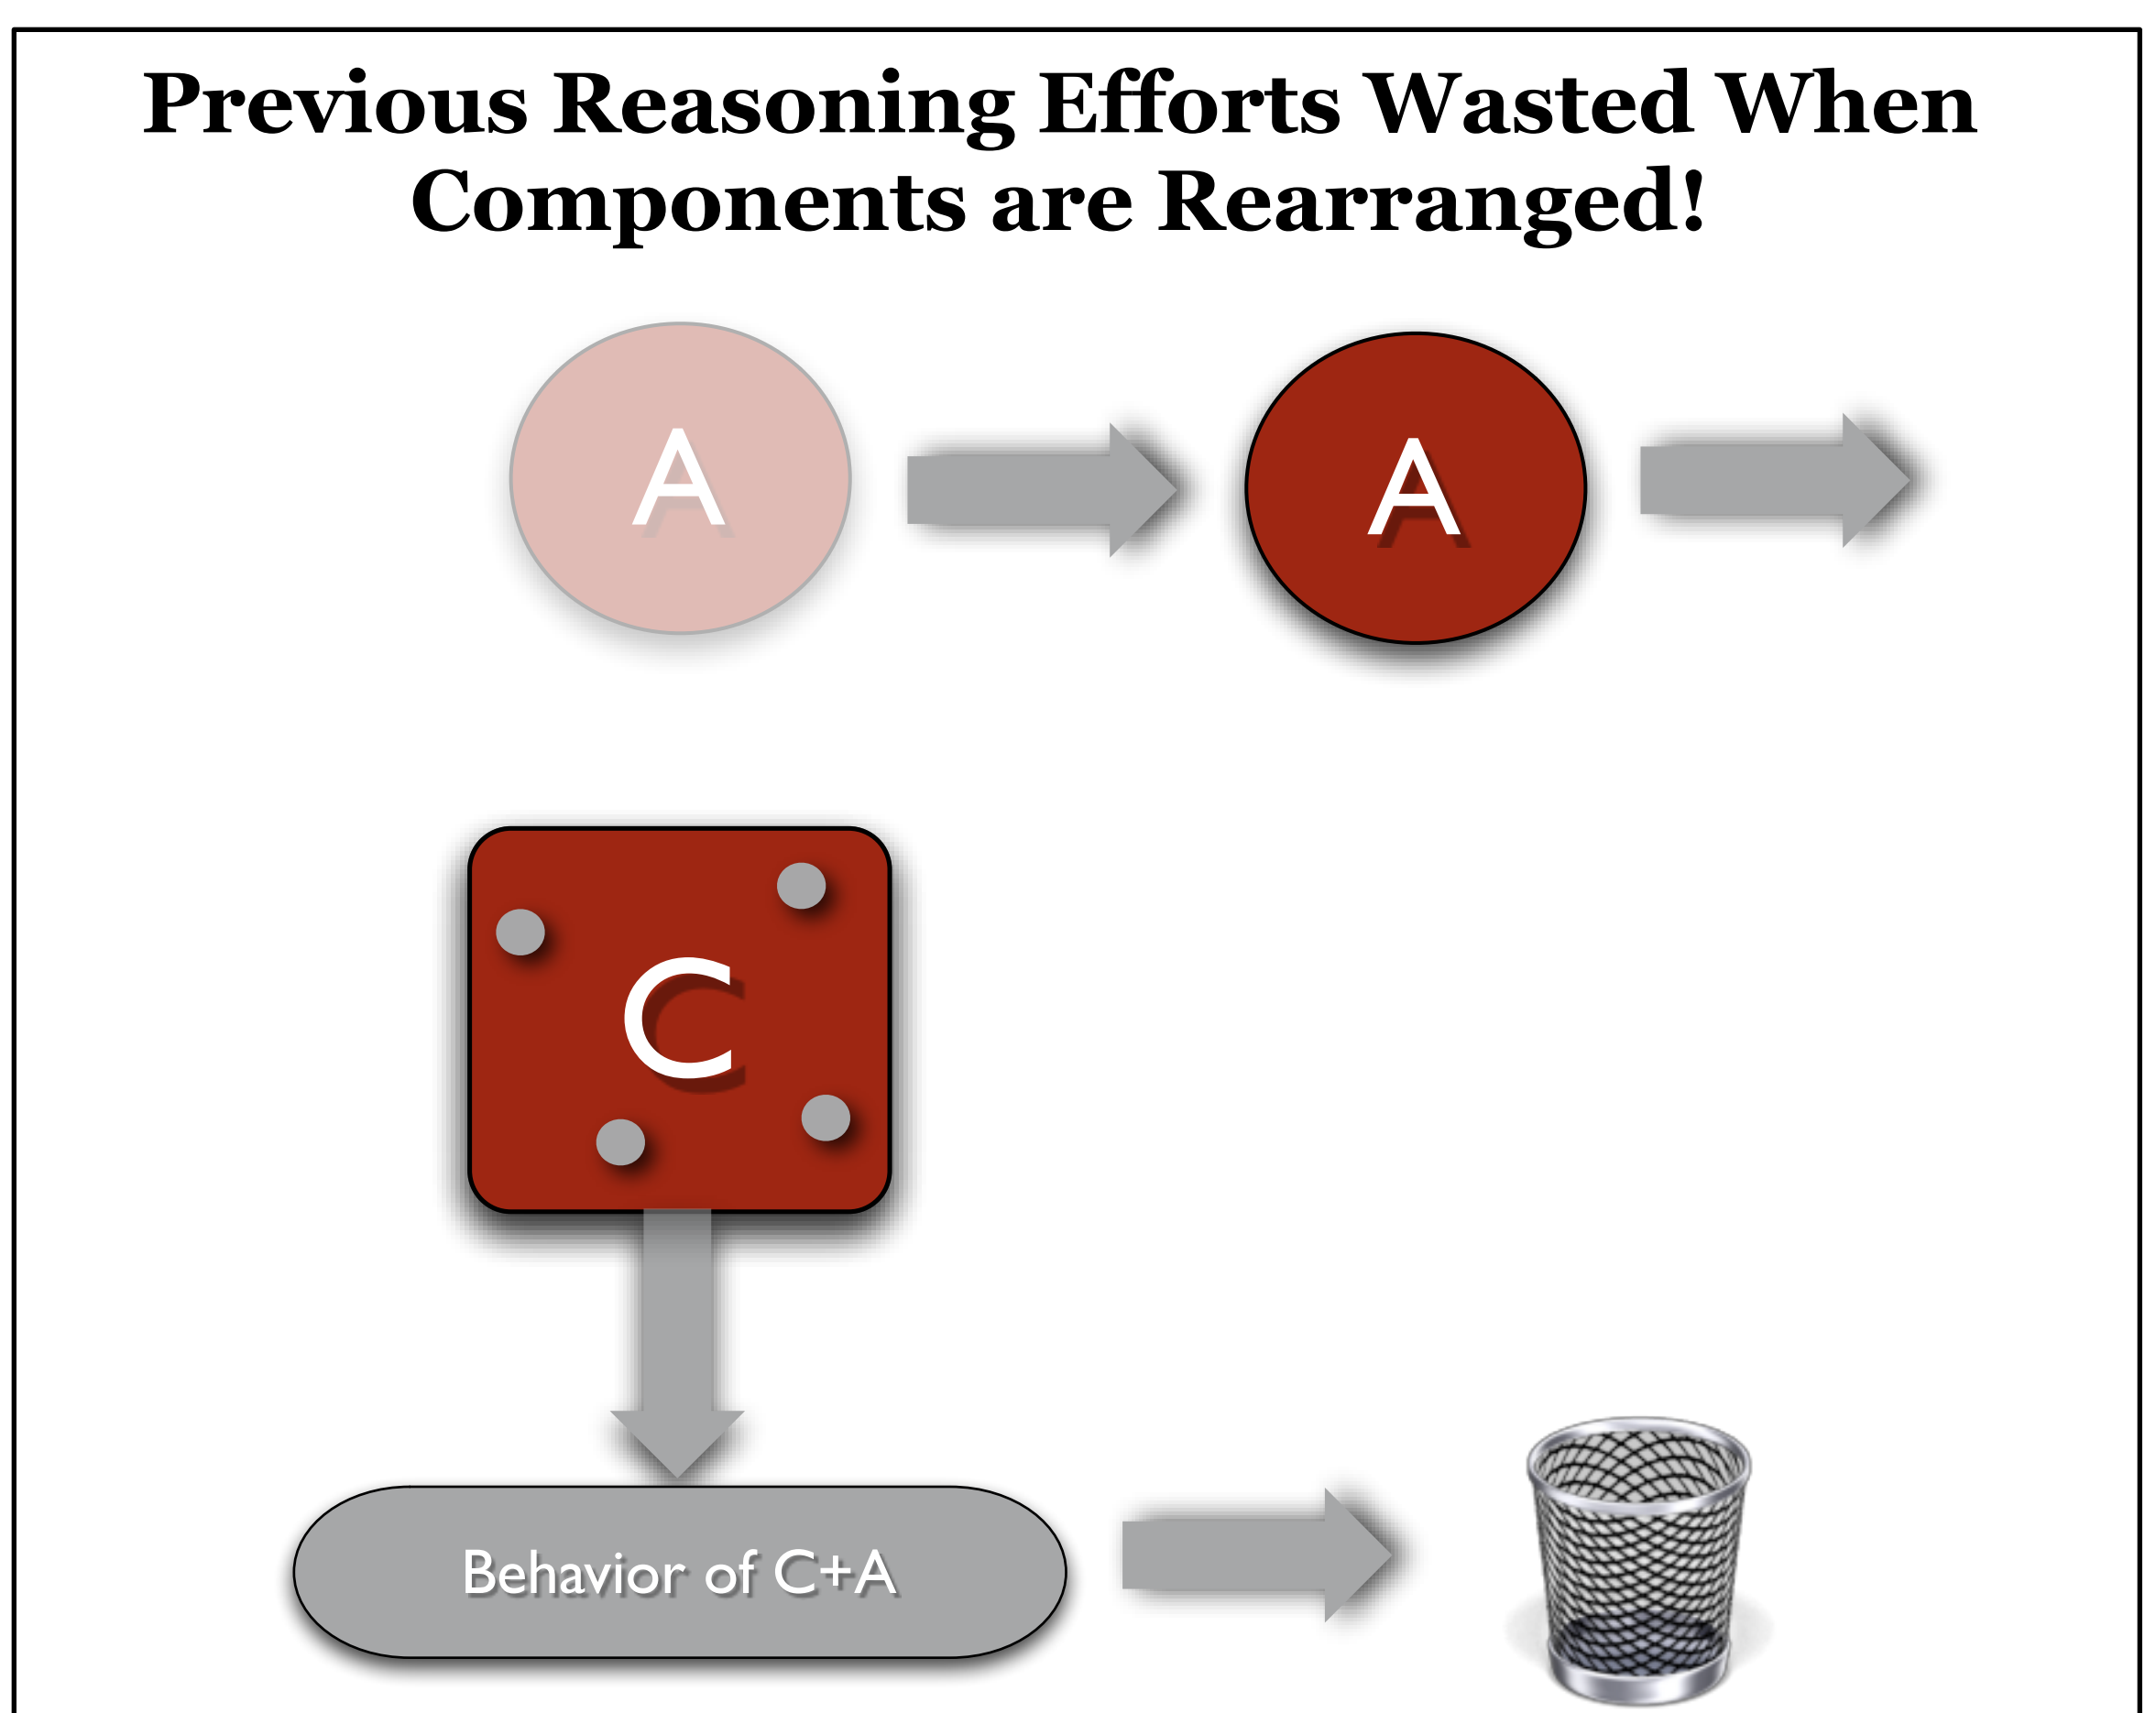 Previous Reasoning Efforts Wasted When
Components are Rearranged!
A
A
C
Behavior of C+A